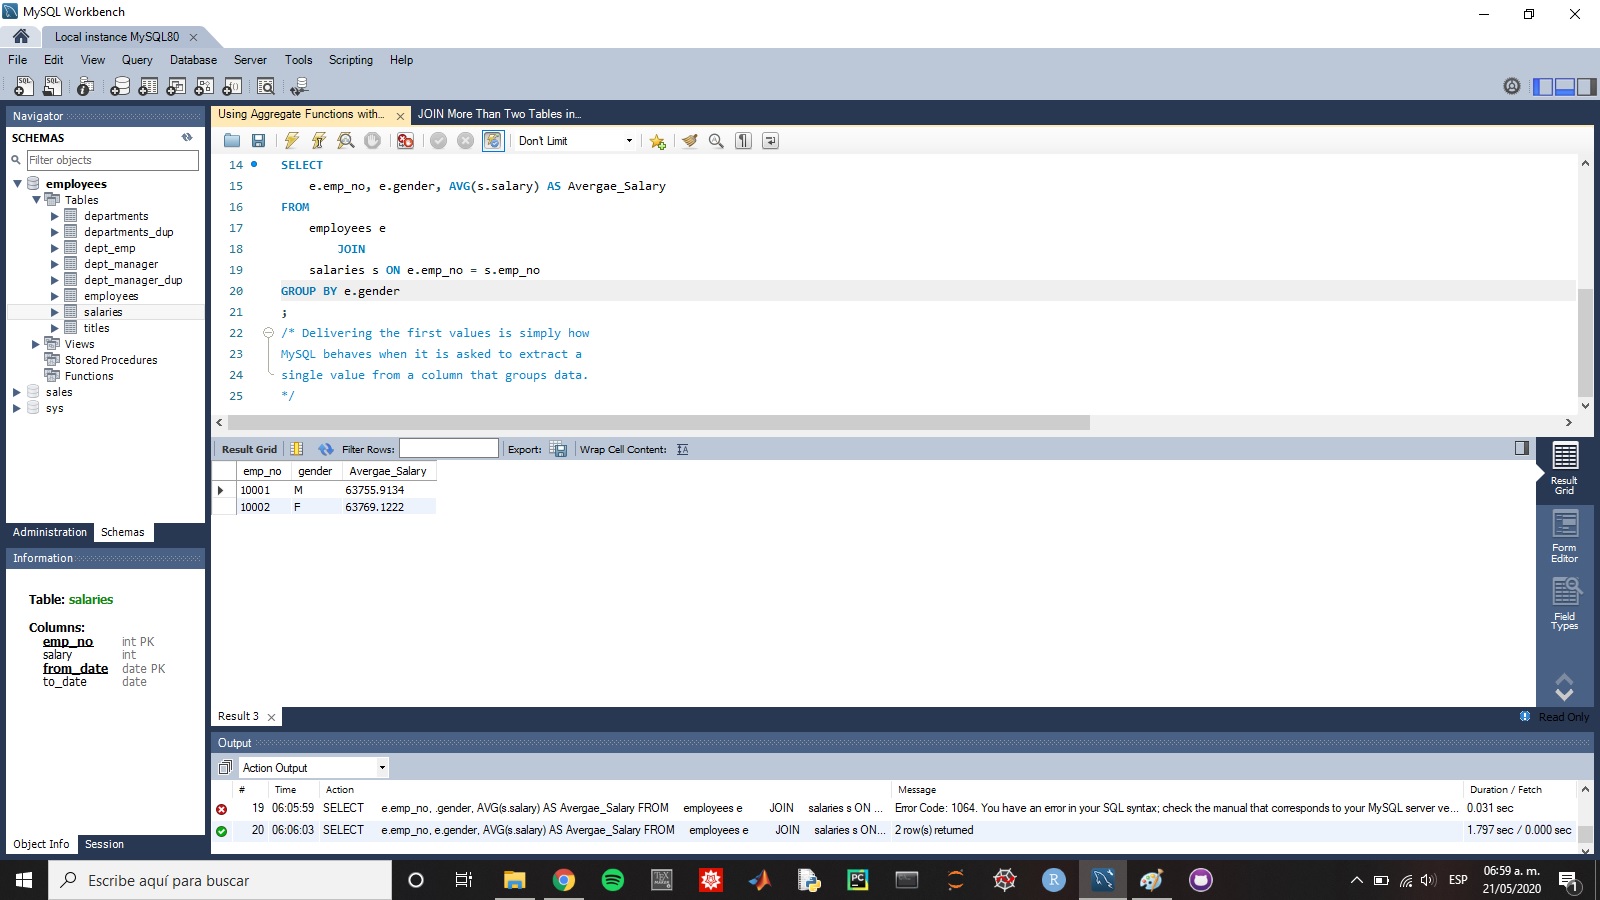 MySQL Workbench
Local instance MySQL80
File Edit View Query Database Server Tools Scripting Help
Navigator
SCHEMAS
Filter objects
employees
Tables
departments
departments_dup
dept_emp
dept_manager
dept_manager_dup
employees
salaries
titles
Views
Stored Procedures
Functions
sales
sys
Administration Schemas
Information
Table: salaries
Columns:
emp_no int PK
salary int
from_date date PK
to_date date
Object Info Session
Using Aggregate Functions with... JOIN More Than Two Tables in...
Don't Limit
14 SELECT
15 e.emp_no, e.gender, AVG(s.salary) AS Avergae_Salary
16 FROM
17 employees e
18 JOIN
19 salaries s ON e.emp_no = s.emp_no
20 GROUP BY e.gender
21 ;
22 /* Delivering the first values is simply how
23 MySQL behaves when it is asked to extract a
24 single value from a column that groups data.
25 */
Result Grid Filter Rows: Export: Wrap Cell Content:
emp_no gender Avergae_Salary
10001 M 63755.9134
10002 F 63769.1222
Result Grid
Form Editor
Field Types
Result 3
Read Only
Output
Action Output
# Time Action Message Duration / Fetch
19 06:05:59 SELECT e.emp_no, .gender, AVG(s.salary) AS Avergae_Salary FROM employees e JOIN salaries s ON ... Error Code: 1064. You have an error in your SQL syntax; check the manual that corresponds to your MySQL server ve... 0.031 sec
20 06:06:03 SELECT e.emp_no, e.gender, AVG(s.salary) AS Avergae_Salary FROM employees e JOIN salaries s ON... 2 row(s) returned 1.797 sec / 0.000 sec
Escribe aquí para buscar
ESP
06:59 a. m.
21/05/2020
1